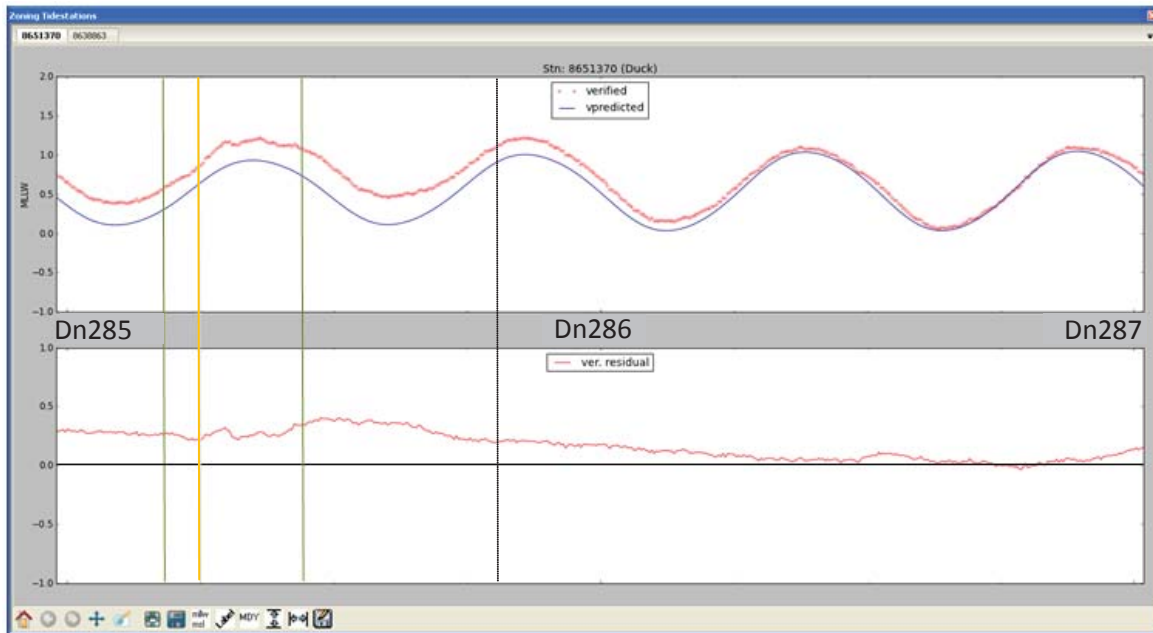 Zoning Tidestations
8651370 8638863
Stn: 8651370 (Duck)
2.0
1.5
1.0
0.5
0.0
−0.5
−1.0
MLLW
verified
vpredicted
Dn285 Dn286 Dn287
1.0
0.5
0.0
−0.5
−1.0
ver. residual
MDY